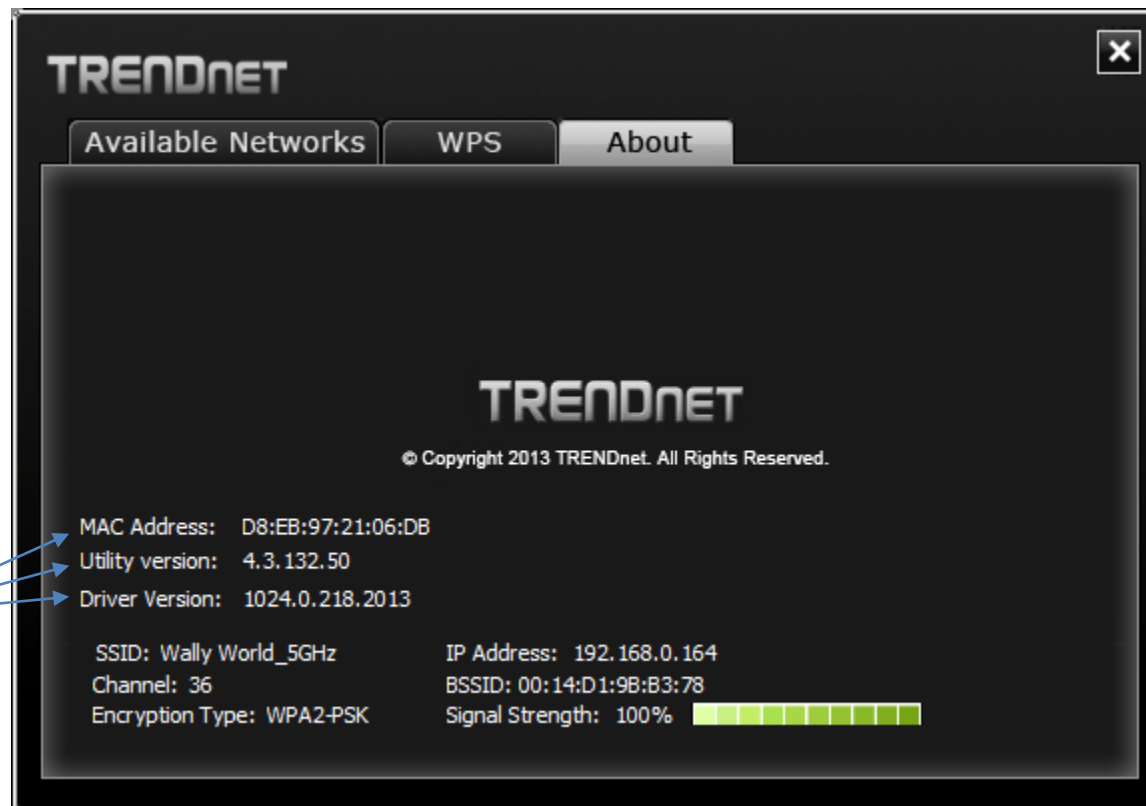 TRENDnet
Available Networks WPS About
TRENDnet
© Copyright 2013 TRENDnet. All Rights Reserved.
MAC Address: D8:EB:97:21:06:DB
Utility version: 4.3.132.50
Driver Version: 1024.0.218.2013
SSID: Wally World_5GHz IP Address: 192.168.0.164
Channel: 36 BSSID: 00:14:D1:9B:B3:78
Encryption Type: WPA2-PSK Signal Strength: 100%